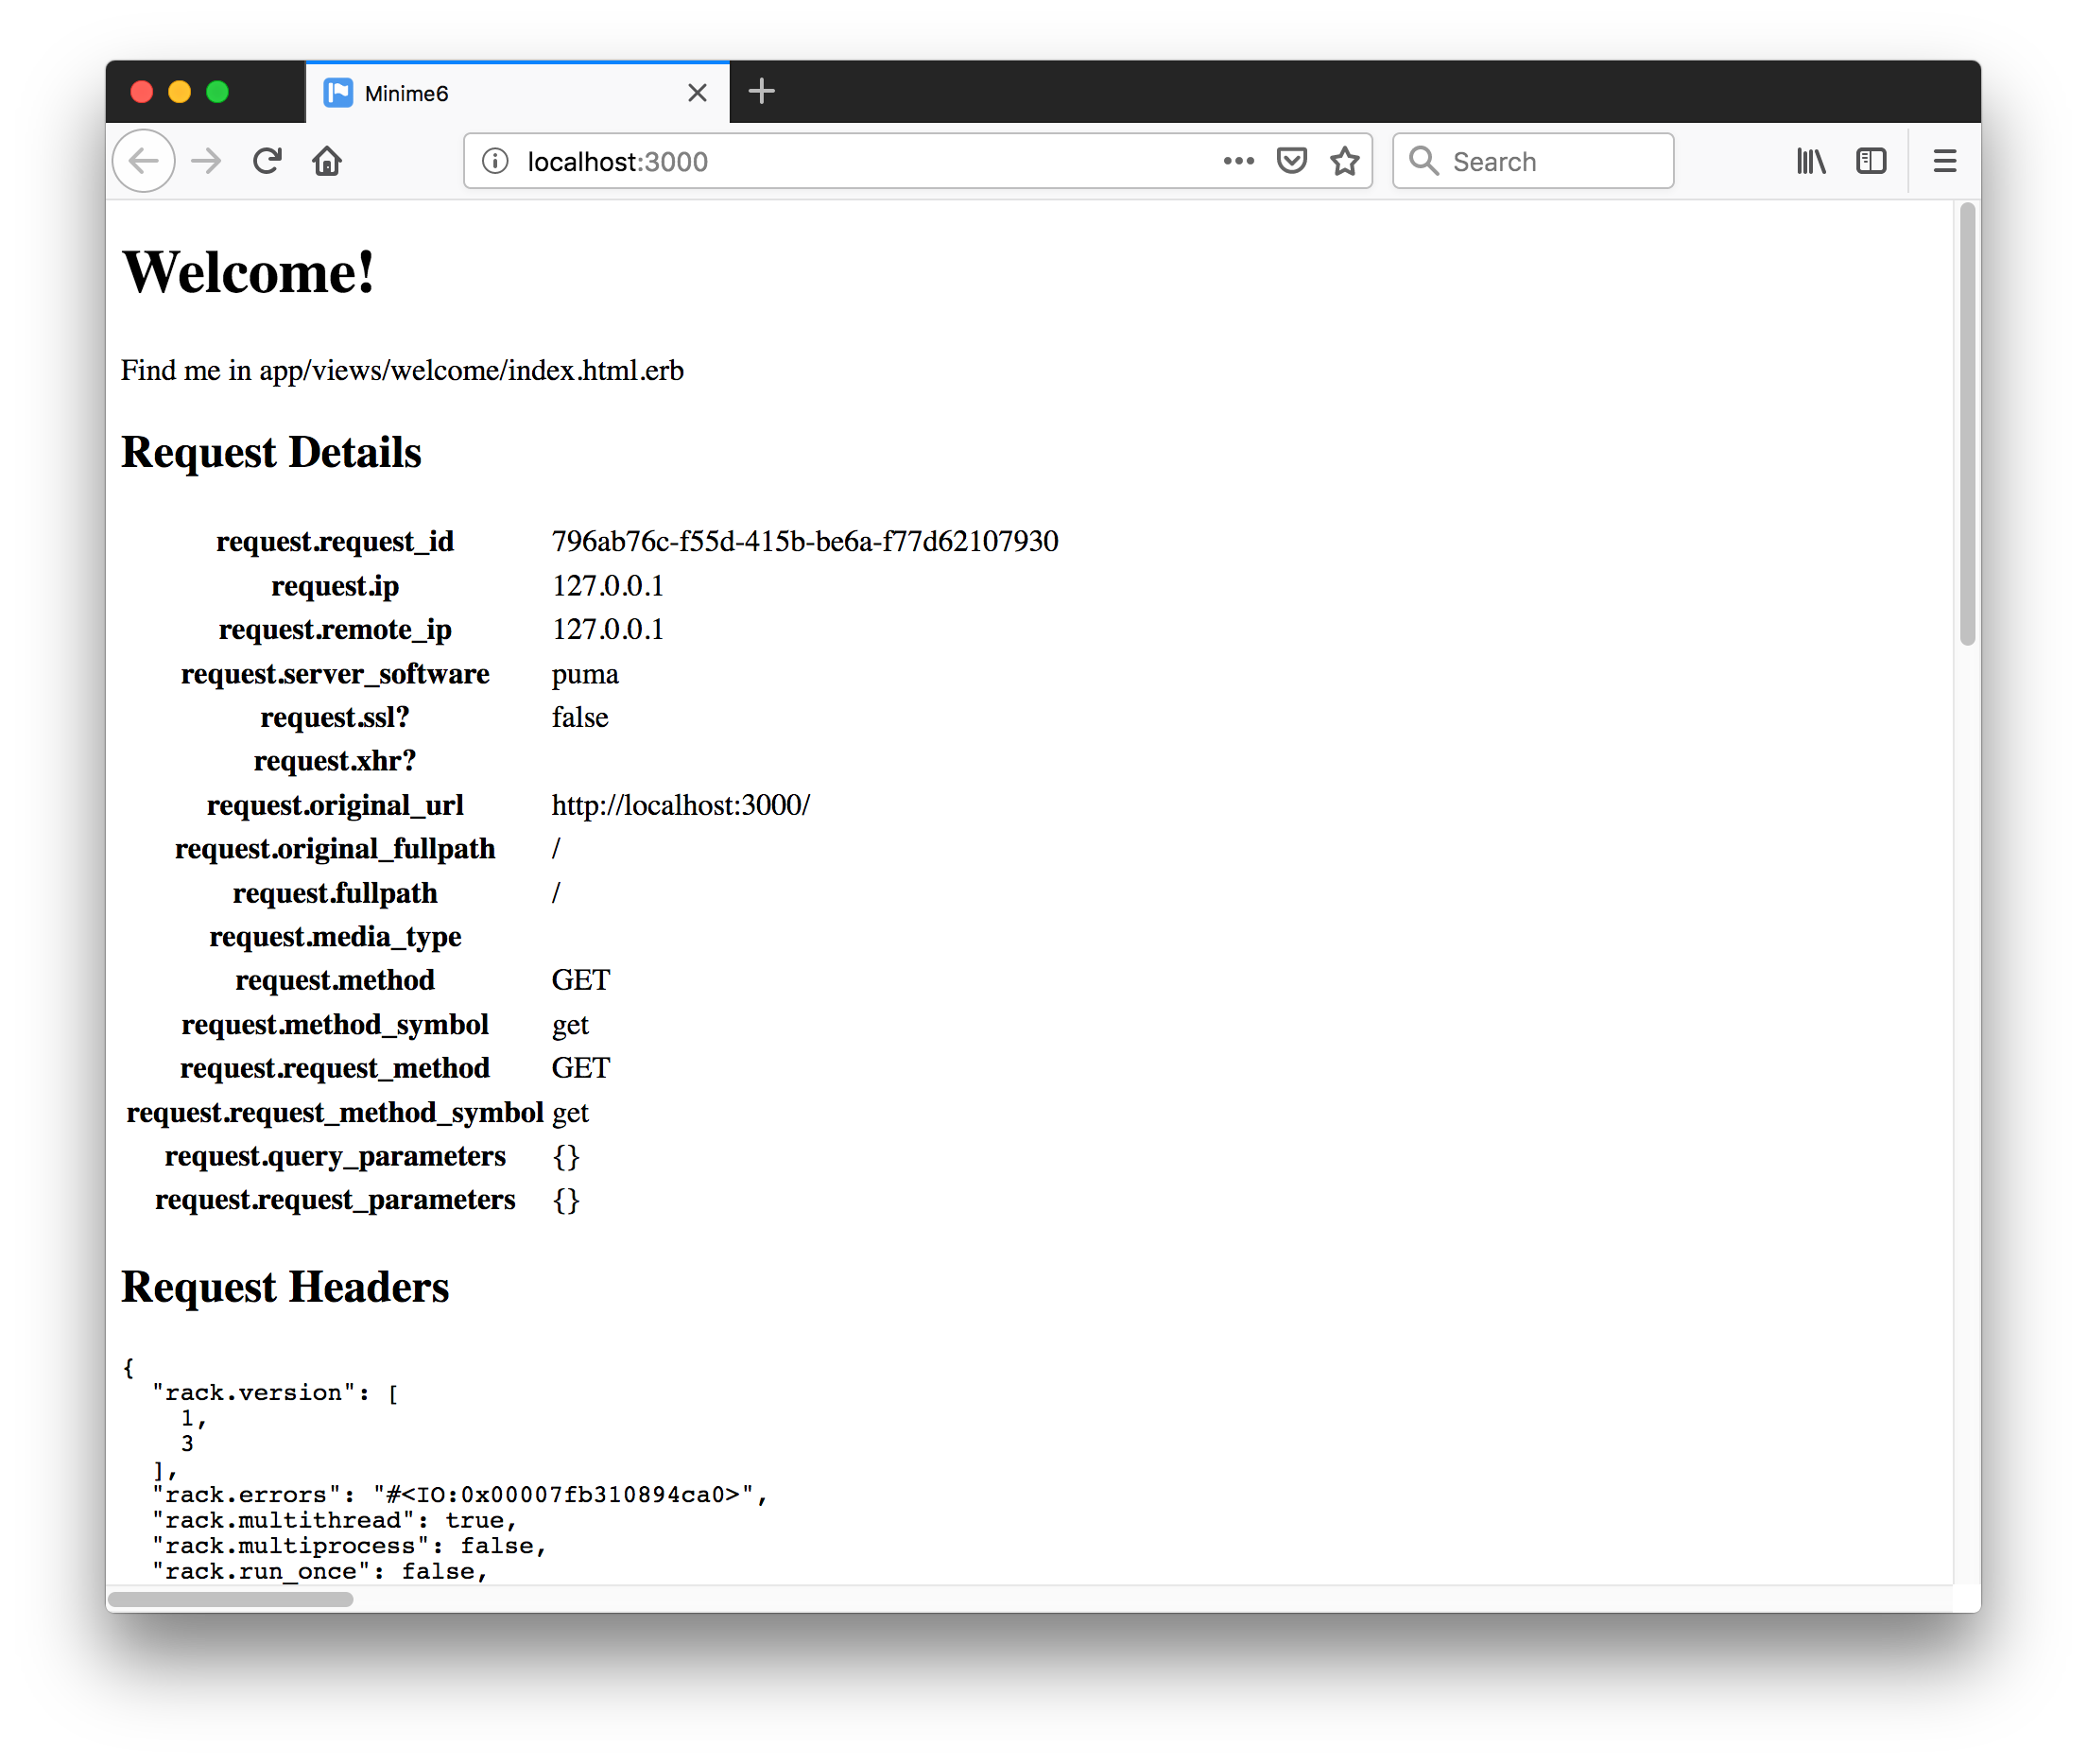 Minime6
localhost:3000
Search
Welcome!
Find me in app/views/welcome/index.html.erb
Request Details
request.request_id 796ab76c-f55d-415b-be6a-f77d62107930
request.ip 127.0.0.1
request.remote_ip 127.0.0.1
request.server_software puma
request.ssl? false
request.xhr?
request.original_url http://localhost:3000/
request.original_fullpath /
request.fullpath /
request.media_type
request.method GET
request.method_symbol get
request.request_method GET
request.request_method_symbol get
request.query_parameters {}
request.request_parameters {}
Request Headers
{
  "rack.version": [
    1,
    3
  ],
  "rack.errors": "#<IO:0x00007fb310894ca0>",
  "rack.multithread": true,
  "rack.multiprocess": false,
  "rack.run_once": false,